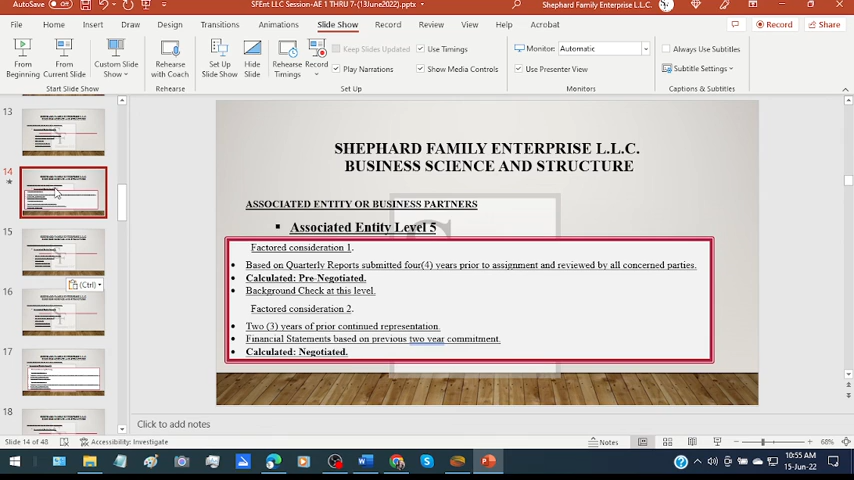 AutoSave Off
SFEnt LLC Session-AE 1 THRU 7-(13June2022).pptx
Shephard Family Enterprise L.L.C.
File Home Insert Draw Design Transitions Animations Slide Show Record Review View Help Acrobat
Record Share
From Beginning
From Current Slide
Custom Slide Show
Rehearse with Coach
Set Up Slide Show
Hide Slide
Rehearse Timings
Record
Keep Slides Updated
Play Narrations
Use Timings
Show Media Controls
Monitor: Automatic
Use Presenter View
Always Use Subtitles
Subtitle Settings
Start Slide Show
Rehearse
Set Up
Monitors
Captions & Subtitles
13
14
15
(Ctrl)
16
17
18
SHEPHARD FAMILY ENTERPRISE L.L.C.
BUSINESS SCIENCE AND STRUCTURE
ASSOCIATED ENTITY OR BUSINESS PARTNERS
▪ Associated Entity Level 5
Factored consideration 1.
• Based on Quarterly Reports submitted four(4) years prior to assignment and reviewed by all concerned parties.
• Calculated: Pre-Negotiated.
• Background Check at this level.
Factored consideration 2.
• Two (3) years of prior continued representation.
• Financial Statements based on previous two year commitment.
• Calculated: Negotiated.
Click to add notes
Slide 14 of 48
Accessibility: Investigate
Notes
68%
10:55 AM
15-Jun-22